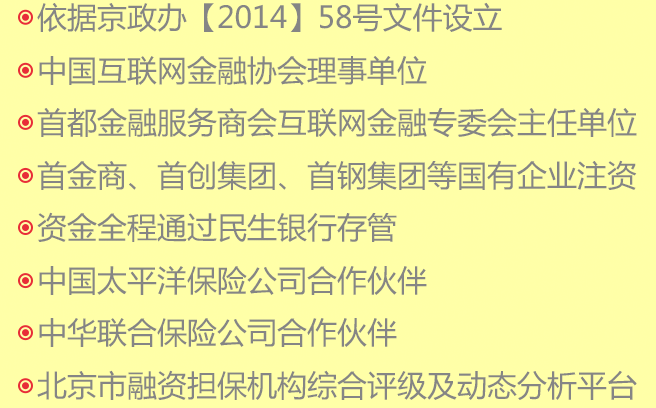 依据京政办【2014】58号文件设立
中国互联网金融协会理事单位
首都金融服务商会互联网金融专委会主任单位
首金商、首创集团、首钢集团等国有企业注资
资金全程通过民生银行存管
中国太平洋保险公司合作伙伴
中华联合保险公司合作伙伴
北京市融资担保机构综合评级及动态分析平台